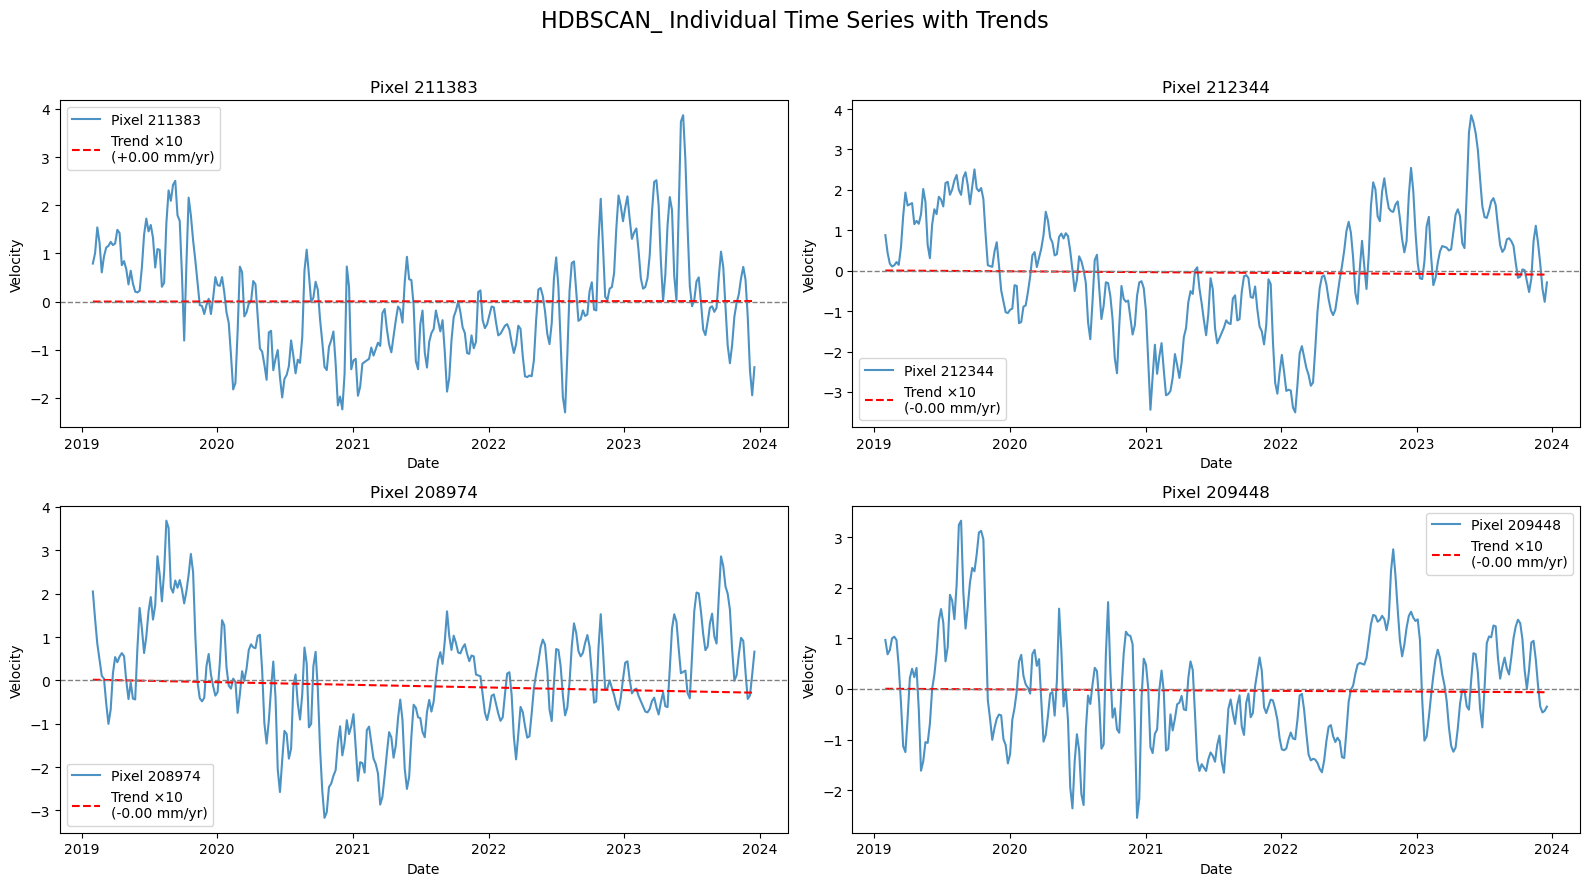 HDBSCAN_ Individual Time Series with Trends
Pixel 211383
4
3
2
1
0
−1
−2
Velocity
Pixel 211383
Trend ×10
(+0.00 mm/yr)
2019 2020 2021 2022 2023 2024
Date
Pixel 212344
4
3
2
1
0
−1
−2
−3
Velocity
Pixel 212344
Trend ×10
(-0.00 mm/yr)
2019 2020 2021 2022 2023 2024
Date
Pixel 208974
4
3
2
1
0
−1
−2
−3
Velocity
Pixel 208974
Trend ×10
(-0.00 mm/yr)
2019 2020 2021 2022 2023 2024
Date
Pixel 209448
3
2
1
0
−1
−2
Velocity
Pixel 209448
Trend ×10
(-0.00 mm/yr)
2019 2020 2021 2022 2023 2024
Date